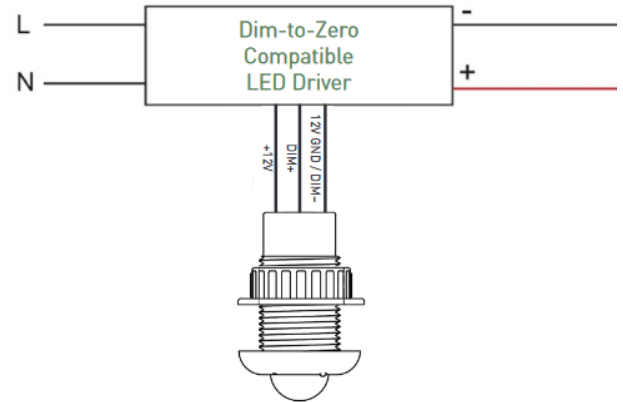 L
N
Dim-to-Zero
Compatible
LED Driver
-
+
+12V
DIM+
12V GND / DIM-